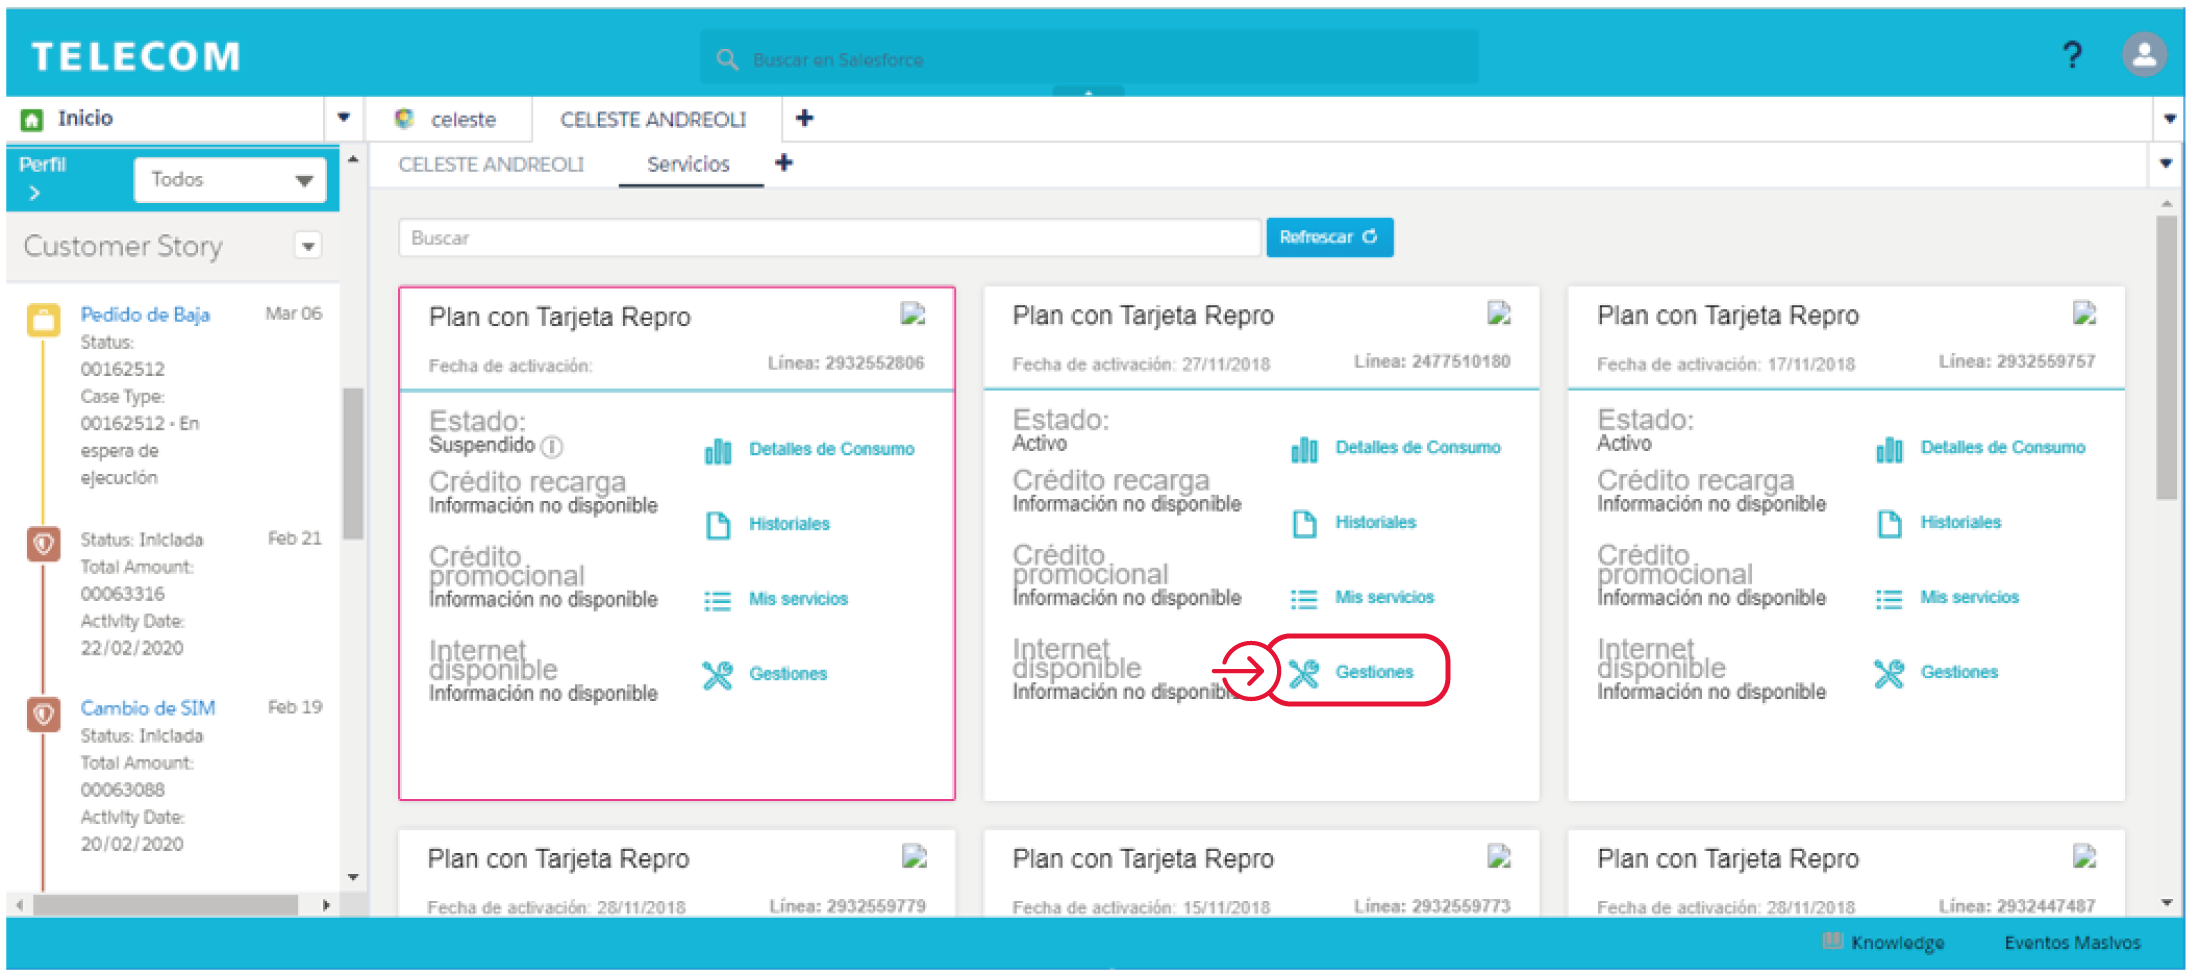 TELECOM
Buscar en Salesforce
?
Inicio
celeste
CELESTE ANDREOLI
Perfil
Todos
CELESTE ANDREOLI
Servicios
Customer Story
Buscar
Refrescar
Pedido de Baja
Mar 06
Status:
00162512
Case Type:
00162512 - En
espera de
ejecución
Status: Iniciada
Feb 21
Total Amount:
00063316
Activity Date:
22/02/2020
Cambio de SIM
Feb 19
Status: Iniciada
Total Amount:
00063088
Activity Date:
20/02/2020
Plan con Tarjeta Repro
Fecha de activación:
Línea: 2932552806
Estado:
Suspendido
Crédito recarga
Información no disponible
Crédito
promocional
Información no disponible
Internet
disponible
Información no disponible
Detalles de Consumo
Historiales
Mis servicios
Gestiones
Plan con Tarjeta Repro
Fecha de activación: 27/11/2018
Línea: 2477510180
Estado:
Activo
Crédito recarga
Información no disponible
Crédito
promocional
Información no disponible
Internet
disponible
Información no disponible
Detalles de Consumo
Historiales
Mis servicios
Gestiones
Plan con Tarjeta Repro
Fecha de activación: 17/11/2018
Línea: 2932559757
Estado:
Activo
Crédito recarga
Información no disponible
Crédito
promocional
Información no disponible
Internet
disponible
Información no disponible
Detalles de Consumo
Historiales
Mis servicios
Gestiones
Plan con Tarjeta Repro
Fecha de activación: 28/11/2018
Línea: 2932559779
Plan con Tarjeta Repro
Fecha de activación: 15/11/2018
Línea: 2932559773
Plan con Tarjeta Repro
Fecha de activación: 28/11/2018
Línea: 2932447487
Knowledge
Eventos Masivos